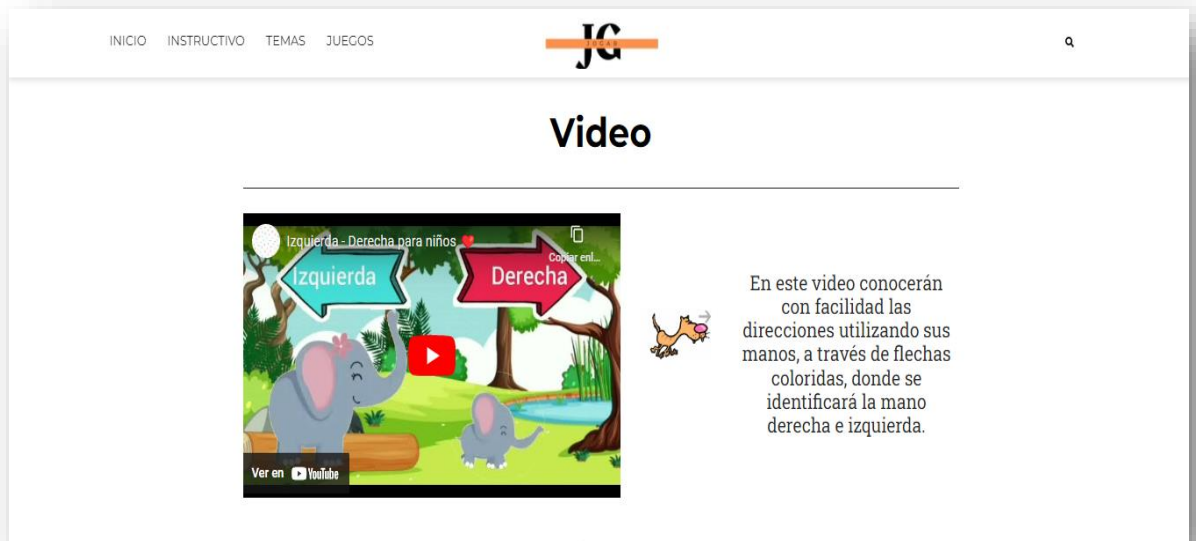 INICIO INSTRUCTIVO TEMAS JUEGOS
JG
JOGAR
Video
Izquierda - Derecha para niños
Copiar enl...
Izquierda
Derecha
Ver en YouTube
En este video conocerán
con facilidad las
direcciones utilizando sus
manos, a través de flechas
coloridas, donde se
identificará la mano
derecha e izquierda.